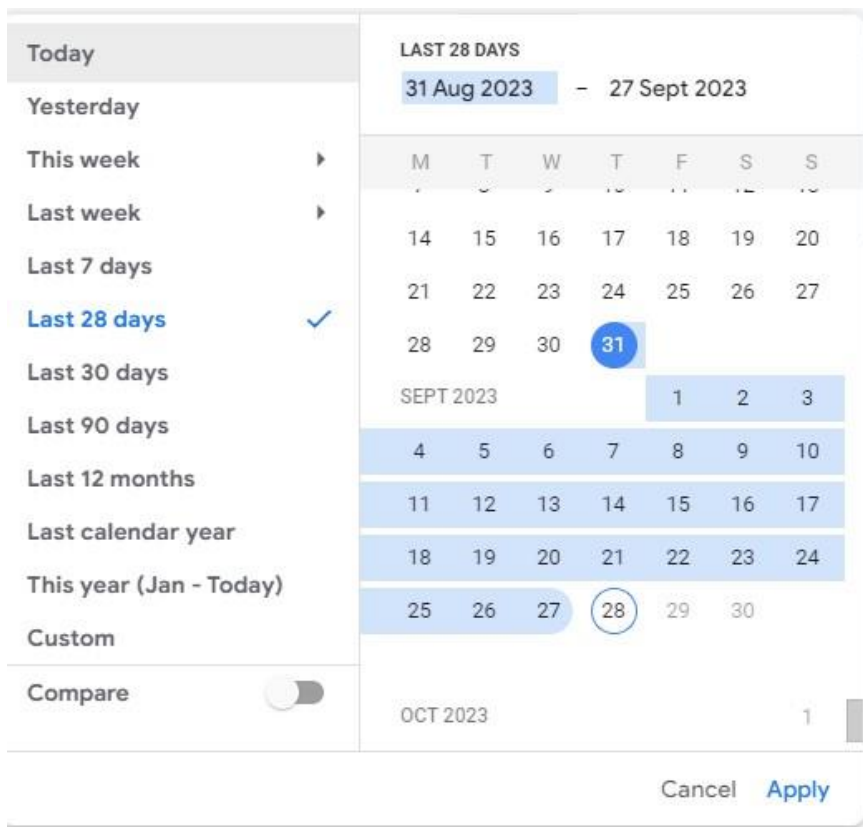 Today
Yesterday
This week
Last week
Last 7 days
Last 28 days
Last 30 days
Last 90 days
Last 12 months
Last calendar year
This year (Jan - Today)
Custom
Compare
LAST 28 DAYS
31 Aug 2023 - 27 Sept 2023
M T W T F S S
14 15 16 17 18 19 20
21 22 23 24 25 26 27
28 29 30 31
SEPT 2023 1 2 3
4 5 6 7 8 9 10
11 12 13 14 15 16 17
18 19 20 21 22 23 24
25 26 27 28 29 30
OCT 2023 1
Cancel Apply